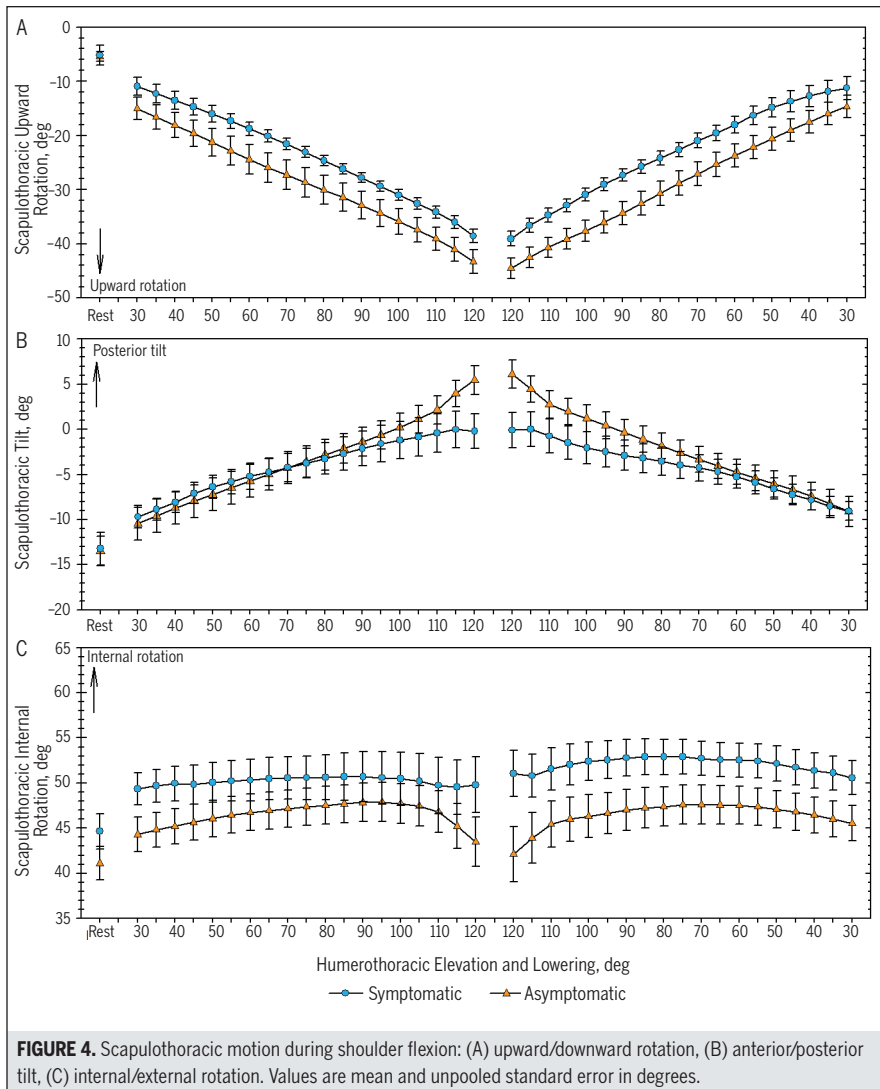 A
Scapulothoracic Upward
Rotation, deg
0
–10
–20
–30
–40
–50
Upward rotation
Rest 30 40 50 60 70 80 90 100 110 120 120 110 100 90 80 70 60 50 40 30
B
Scapulothoracic Tilt, deg
10
5
0
–5
–10
–15
–20
Posterior tilt
Rest 30 40 50 60 70 80 90 100 110 120 120 110 100 90 80 70 60 50 40 30
C
Scapulothoracic Internal
Rotation, deg
65
60
55
50
45
40
35
Internal rotation
Rest 30 40 50 60 70 80 90 100 110 120 120 110 100 90 80 70 60 50 40 30
Humerothoracic Elevation and Lowering, deg
Symptomatic Asymptomatic
FIGURE 4. Scapulothoracic motion during shoulder flexion: (A) upward/downward rotation, (B) anterior/posterior
tilt, (C) internal/external rotation. Values are mean and unpooled standard error in degrees.